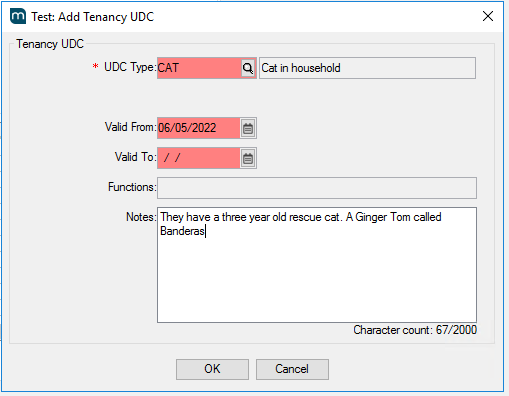 m Test: Add Tenancy UDC
Tenancy UDC
* UDC Type: CAT Cat in household
Valid From: 06/05/2022
Valid To: / /
Functions:
Notes: They have a three year old rescue cat. A Ginger Tom called
Banderas
Character count: 67/2000
OK Cancel